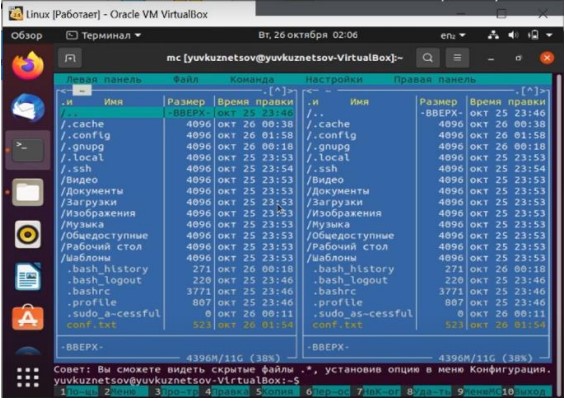 Linux [Работает] - Oracle VM VirtualBox
Обзор Терминал Вт, 26 октября 02:06 en₂
mc [yuvkuznetsov@yuvkuznetsov-VirtualBox]:~
Левая панель Файл Команда Настройки Правая панель
<- ~ .[^]> <- ~ .[^]>
.и Имя Размер Время правки .и Имя Размер Время правки
/.. -ВВЕРХ- окт 25 23:46 /.. -ВВЕРХ- окт 25 23:46
/.cache 4096 окт 26 00:38 /.cache 4096 окт 26 00:38
/.config 4096 окт 26 01:58 /.config 4096 окт 26 01:58
/.gnupg 4096 окт 26 00:18 /.gnupg 4096 окт 26 00:18
/.local 4096 окт 25 23:53 /.local 4096 окт 25 23:53
/.ssh 4096 окт 25 23:53 /.ssh 4096 окт 25 23:53
/Видео 4096 окт 25 23:53 /Видео 4096 окт 25 23:53
/Документы 4096 окт 25 23:53 /Документы 4096 окт 25 23:53
/Загрузки 4096 окт 25 23:53 /Загрузки 4096 окт 25 23:53
/Изображения 4096 окт 25 23:53 /Изображения 4096 окт 25 23:53
/Музыка 4096 окт 25 23:53 /Музыка 4096 окт 25 23:53
/Общедоступные 4096 окт 25 23:53 /Общедоступные 4096 окт 25 23:53
/Рабочий стол 4096 окт 25 23:53 /Рабочий стол 4096 окт 25 23:53
/Шаблоны 4096 окт 25 23:53 /Шаблоны 4096 окт 25 23:53
.bash_history 271 окт 26 00:18 .bash_history 271 окт 26 00:18
.bash_logout 220 окт 25 23:46 .bash_logout 220 окт 25 23:46
.bashrc 3771 окт 25 23:46 .bashrc 3771 окт 25 23:46
.profile 807 окт 25 23:46 .profile 807 окт 25 23:46
.sudo_a~cessful 0 окт 26 00:11 .sudo_as~cessful 0 окт 26 00:11
conf.txt 523 окт 26 01:54 conf.txt 523 окт 26 01:54
-ВВЕРХ- -ВВЕРХ-
4396M/11G (38%) 4396M/11G (38%)
Совет: Вы сможете видеть скрытые файлы .*, установив опцию в меню Конфигурация.
yuvkuznetsov@yuvkuznetsov-VirtualBox:~$
1По~щь 2Меню 3Про~тр 4Правка 5Копия 6Пер~ос 7НвК~ог 8Уда~ть 9МенюMC 10Выход